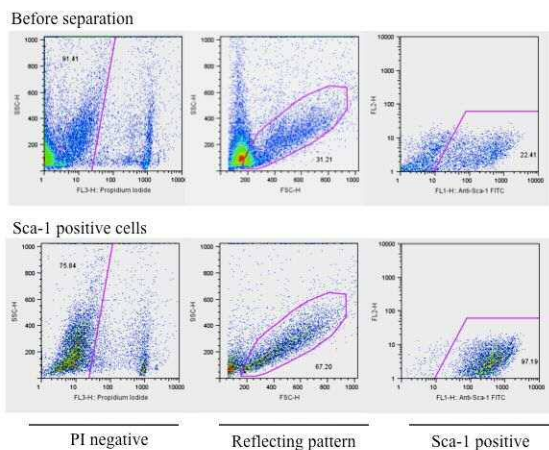 Before separation
1000
800
600
400
200
0
SSC-H
91.41
1 10 100 1000 10000
FL3-H: Propidium Iodide
1000
800
600
400
200
0
SSC-H
31.21
200 400 600 800 1000
FSC-H
10000
1000
100
10
1
FL2-H
22.41
1 10 100 1000 10000
FL1-H: Anti-Sca-1 FITC
Sca-1 positive cells
1000
800
600
400
200
SSC-H
75.84
1 10 100 1000 10000
FL3-H: Propidium Iodide
1000
800
600
400
200
SSC-H
67.20
200 400 600 800 1000
FSC-H
10000
1000
100
10
1
FL2-H
97.19
1 10 100 1000 10000
FL1-H: Anti-Sca-1 FITC
PI negative
Reflecting pattern
Sca-1 positive